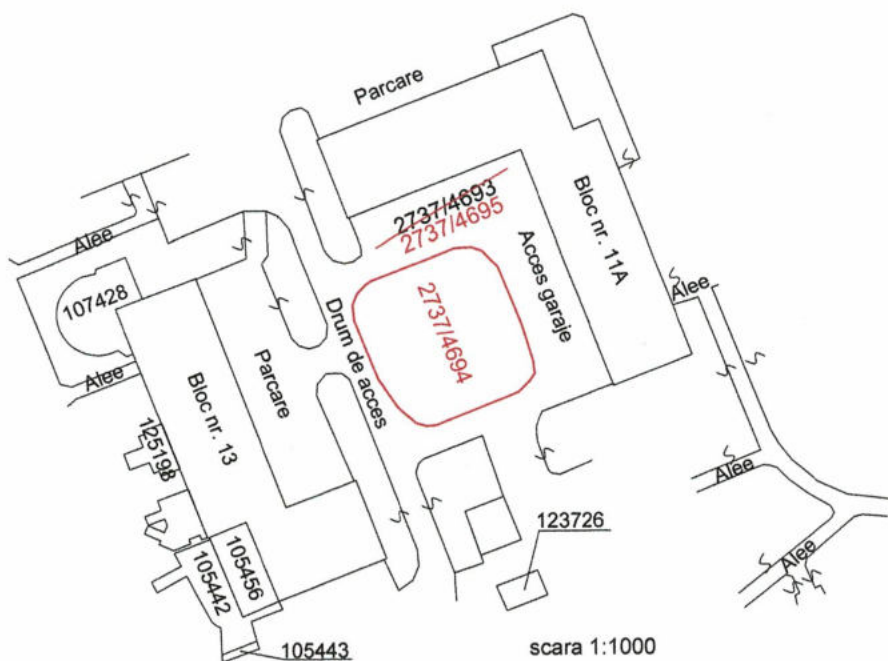 Parcare
2737/4693
2737/4695
Bloc nr. 11A
Alee
107428
Drum de acces
2737/4694
Acces garaje
Alee
Alee
Bloc nr. 13
Parcare
125198
Alee
123726
Alee
105456
105442
105443
scara 1:1000